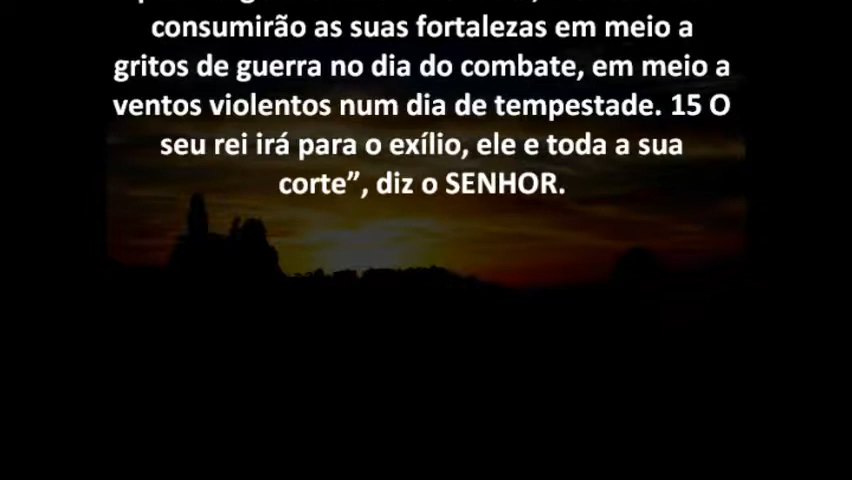 consumirão as suas fortalezas em meio a
gritos de guerra no dia do combate, em meio a
ventos violentos num dia de tempestade. 15 O
seu rei irá para o exílio, ele e toda a sua
corte”, diz o SENHOR.